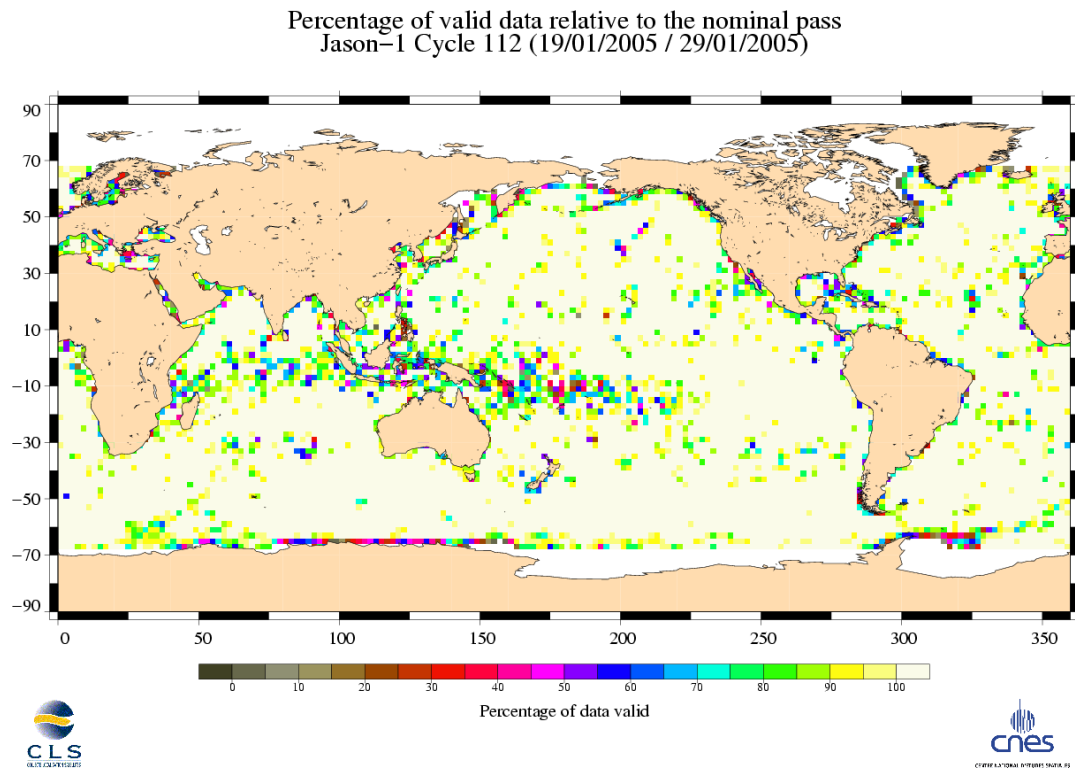 Percentage of valid data relative to the nominal pass
Jason−1 Cycle 112 (19/01/2005 / 29/01/2005)
90
70
50
30
10
−10
−30
−50
−70
−90
0 50 100 150 200 250 300 350
0 10 20 30 40 50 60 70 80 90 100
Percentage of data valid
CLS
cnes